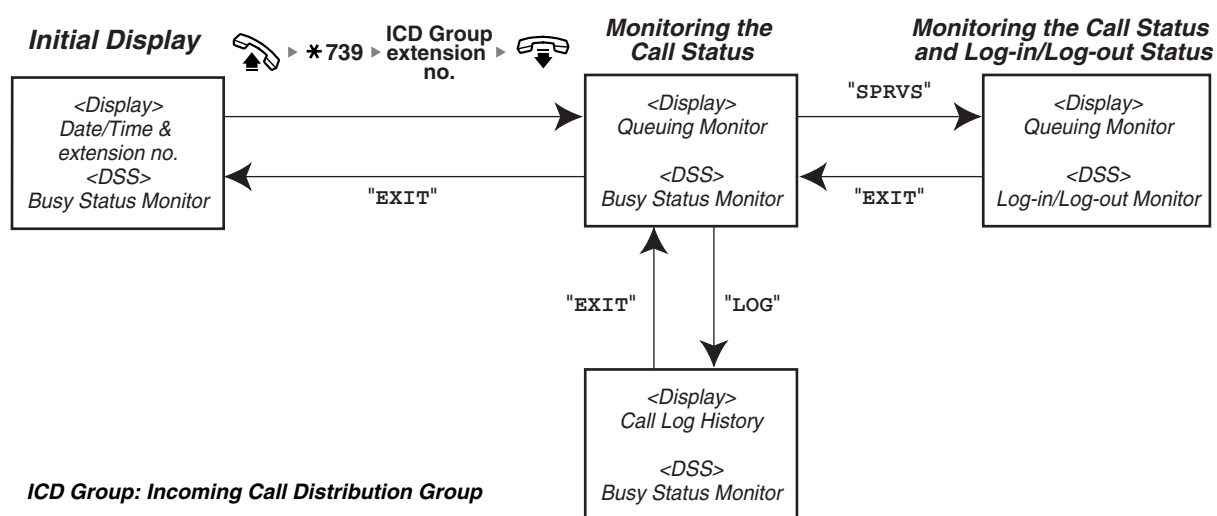 Initial Display
✱739
ICD Group
extension
no.
Monitoring the
Call Status
Monitoring the Call Status
and Log-in/Log-out Status
<Display>
Date/Time &
extension no.
<DSS>
Busy Status Monitor
"EXIT"
<Display>
Queuing Monitor
<DSS>
Busy Status Monitor
"SPRVS"
"EXIT"
<Display>
Queuing Monitor
<DSS>
Log-in/Log-out Monitor
"EXIT"
"LOG"
<Display>
Call Log History
<DSS>
Busy Status Monitor
ICD Group: Incoming Call Distribution Group